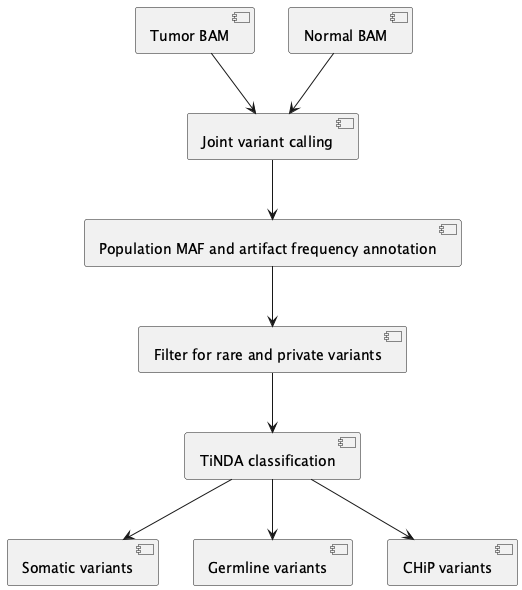 Tumor BAM
Normal BAM
Joint variant calling
Population MAF and artifact frequency annotation
Filter for rare and private variants
TiNDA classification
Somatic variants
Germline variants
CHiP variants